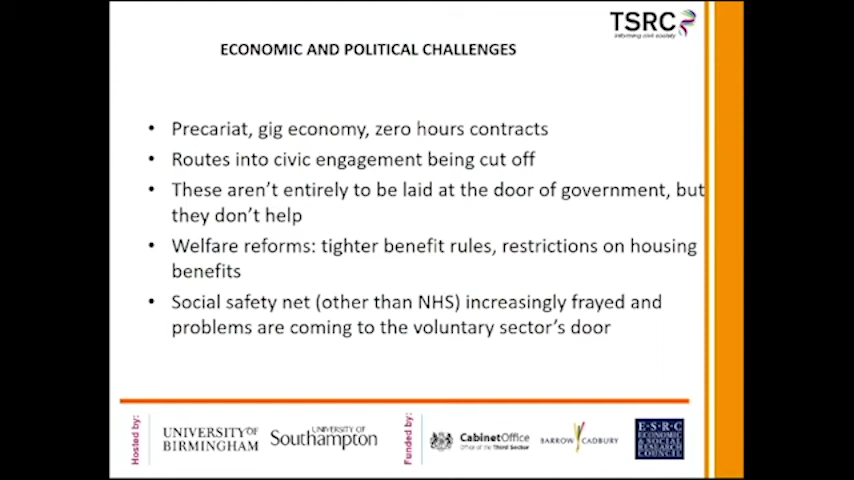 TSRC
informing civil society
ECONOMIC AND POLITICAL CHALLENGES
• Precariat, gig economy, zero hours contracts
• Routes into civic engagement being cut off
• These aren't entirely to be laid at the door of government, but
they don't help
• Welfare reforms: tighter benefit rules, restrictions on housing
benefits
• Social safety net (other than NHS) increasingly frayed and
problems are coming to the voluntary sector's door
Hosted by:
UNIVERSITY OF
BIRMINGHAM
UNIVERSITY OF
Southampton
Funded by:
CabinetOffice
Office of the Third Sector
BARROW CADBURY
E·S·R·C
ECONOMIC
& SOCIAL
RESEARCH
COUNCIL